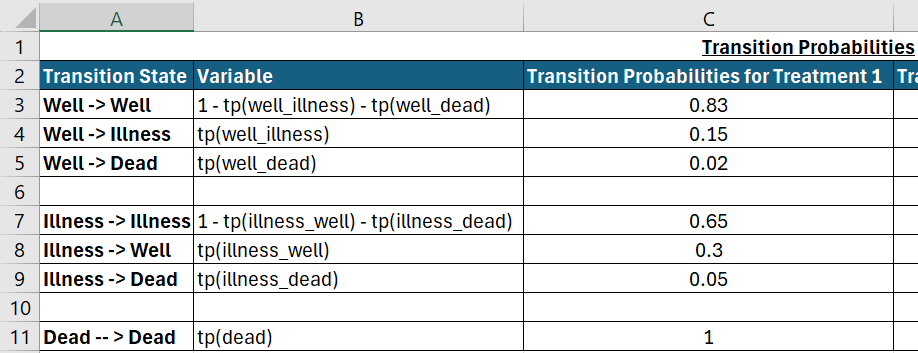 A B C
1 Transition Probabilities
2 Transition State Variable Transition Probabilities for Treatment 1 Tra
3 Well -> Well 1 - tp(well_illness) - tp(well_dead) 0.83
4 Well -> Illness tp(well_illness) 0.15
5 Well -> Dead tp(well_dead) 0.02
6
7 Illness -> Illness 1 - tp(illness_well) - tp(illness_dead) 0.65
8 Illness -> Well tp(illness_well) 0.3
9 Illness -> Dead tp(illness_dead) 0.05
10
11 Dead -- > Dead tp(dead) 1